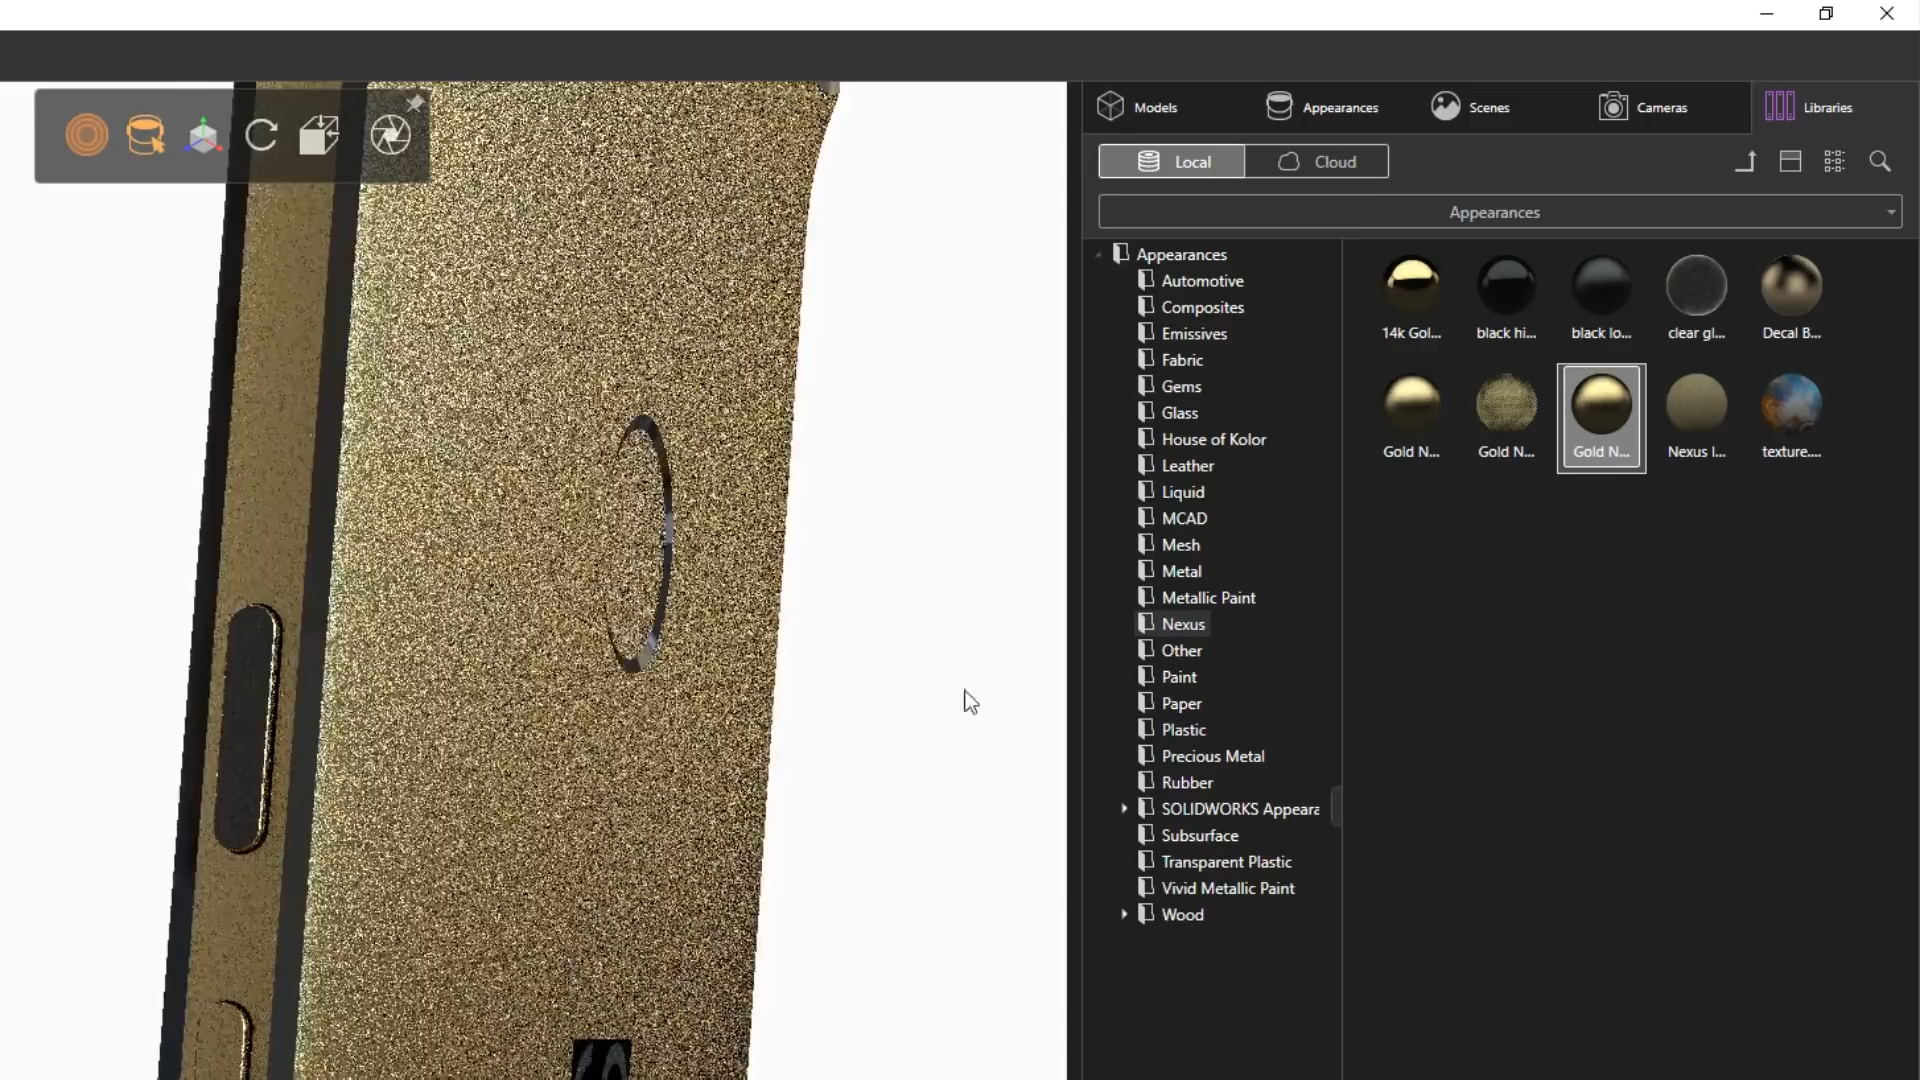 Models
Appearances
Scenes
Cameras
Libraries
Local
Cloud
Appearances
Appearances
Automotive
Composites
Emissives
Fabric
Gems
Glass
House of Kolor
Leather
Liquid
MCAD
Mesh
Metal
Metallic Paint
Nexus
Other
Paint
Paper
Plastic
Precious Metal
Rubber
SOLIDWORKS Appeara
Subsurface
Transparent Plastic
Vivid Metallic Paint
Wood
14k Gol...
black hi...
black lo...
clear gl...
Decal B...
Gold N...
Gold N...
Gold N...
Nexus l...
texture....